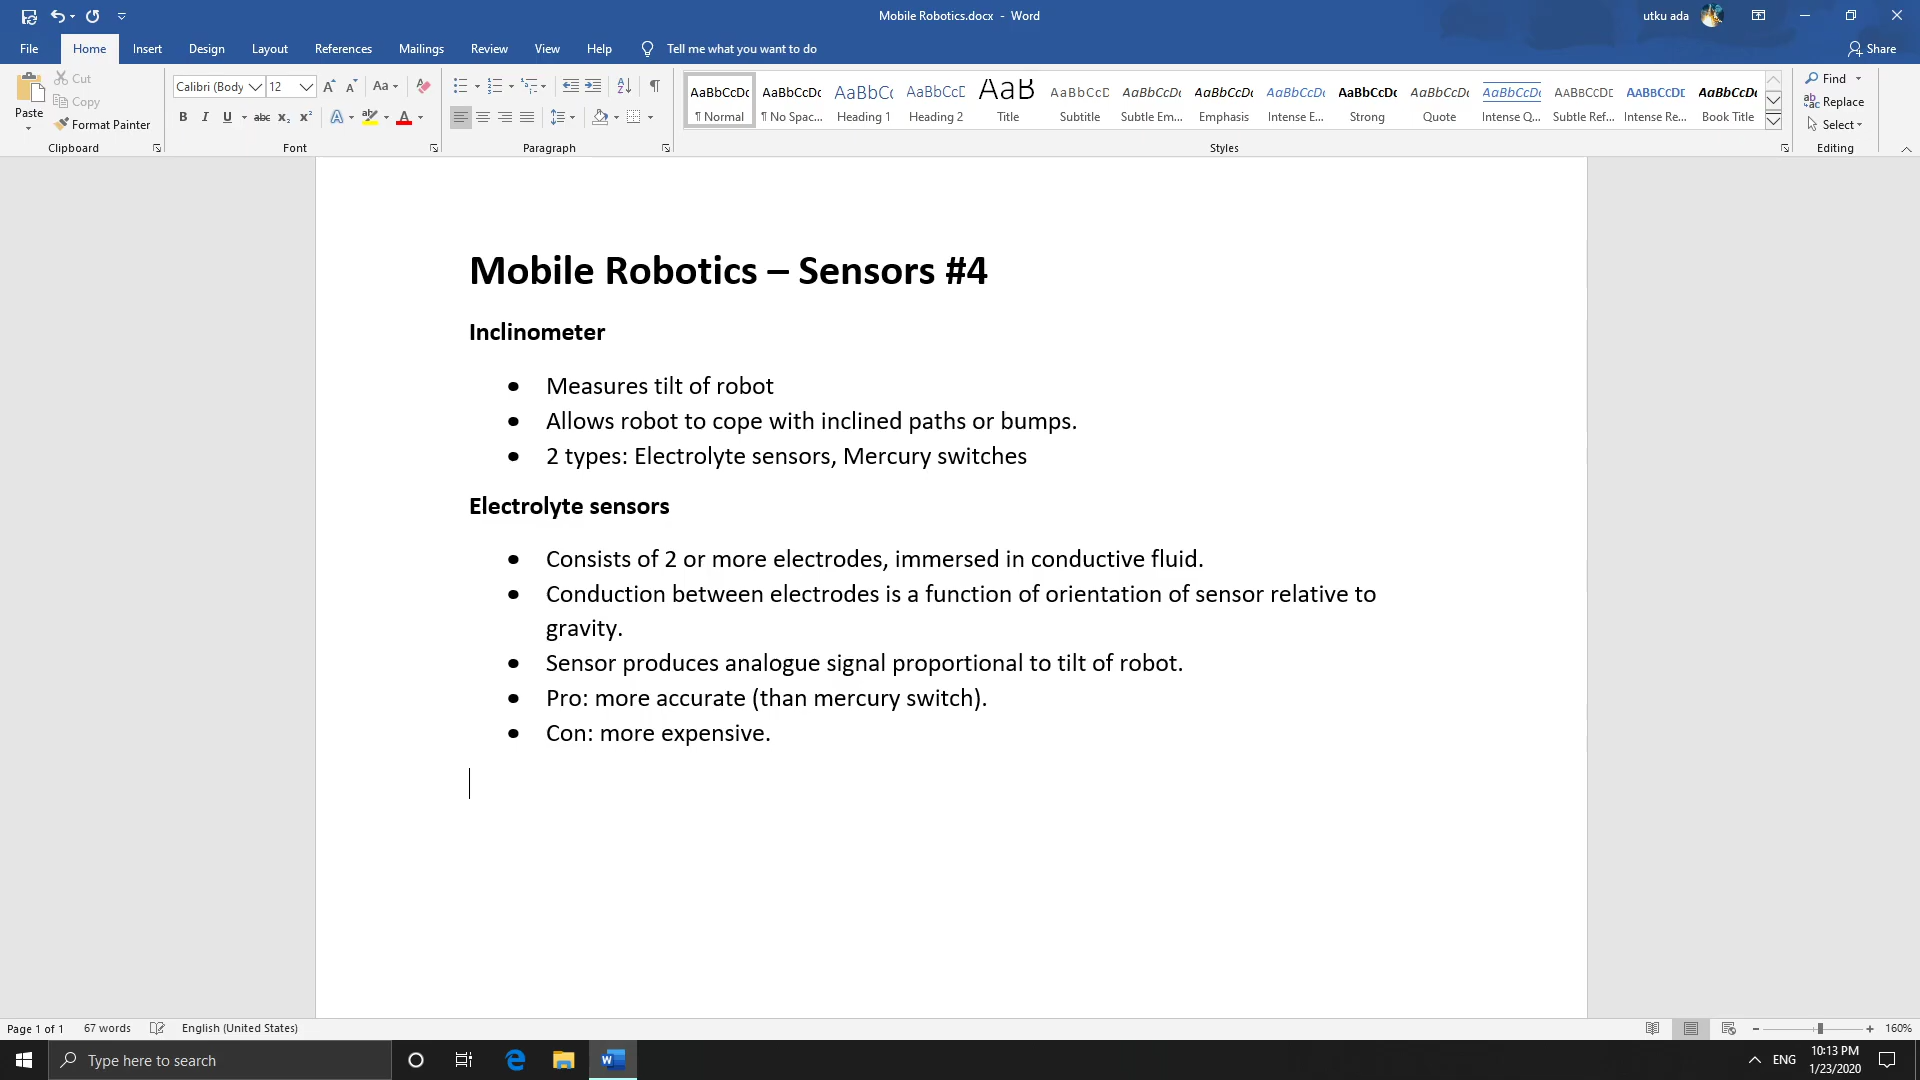 Mobile Robotics.docx - Word
utku ada
File Home Insert Design Layout References Mailings Review View Help Tell me what you want to do Share
Paste
Cut
Copy
Format Painter
Clipboard
Calibri (Body 12
Aa
B I U abc x₂ x² A ab A
Font
Paragraph
AaBbCcDc AaBbCcDc AaBbCc AaBbCcD AaB AaBbCcD AaBbCcDc AaBbCcDc AaBbCcDc AaBbCcDc AaBbCcDc AaBbCcDc AaBbCcDc AaBbCcDc AaBbCcDc
¶ Normal ¶ No Spac... Heading 1 Heading 2 Title Subtitle Subtle Em... Emphasis Intense E... Strong Quote Intense Q... Subtle Ref... Intense Re... Book Title
Styles
Find
Replace
Select
Editing
Mobile Robotics – Sensors #4
Inclinometer
• Measures tilt of robot
• Allows robot to cope with inclined paths or bumps.
• 2 types: Electrolyte sensors, Mercury switches
Electrolyte sensors
• Consists of 2 or more electrodes, immersed in conductive fluid.
• Conduction between electrodes is a function of orientation of sensor relative to
gravity.
• Sensor produces analogue signal proportional to tilt of robot.
• Pro: more accurate (than mercury switch).
• Con: more expensive.
Page 1 of 1 67 words English (United States) 160%
Type here to search
ENG
10:13 PM
1/23/2020